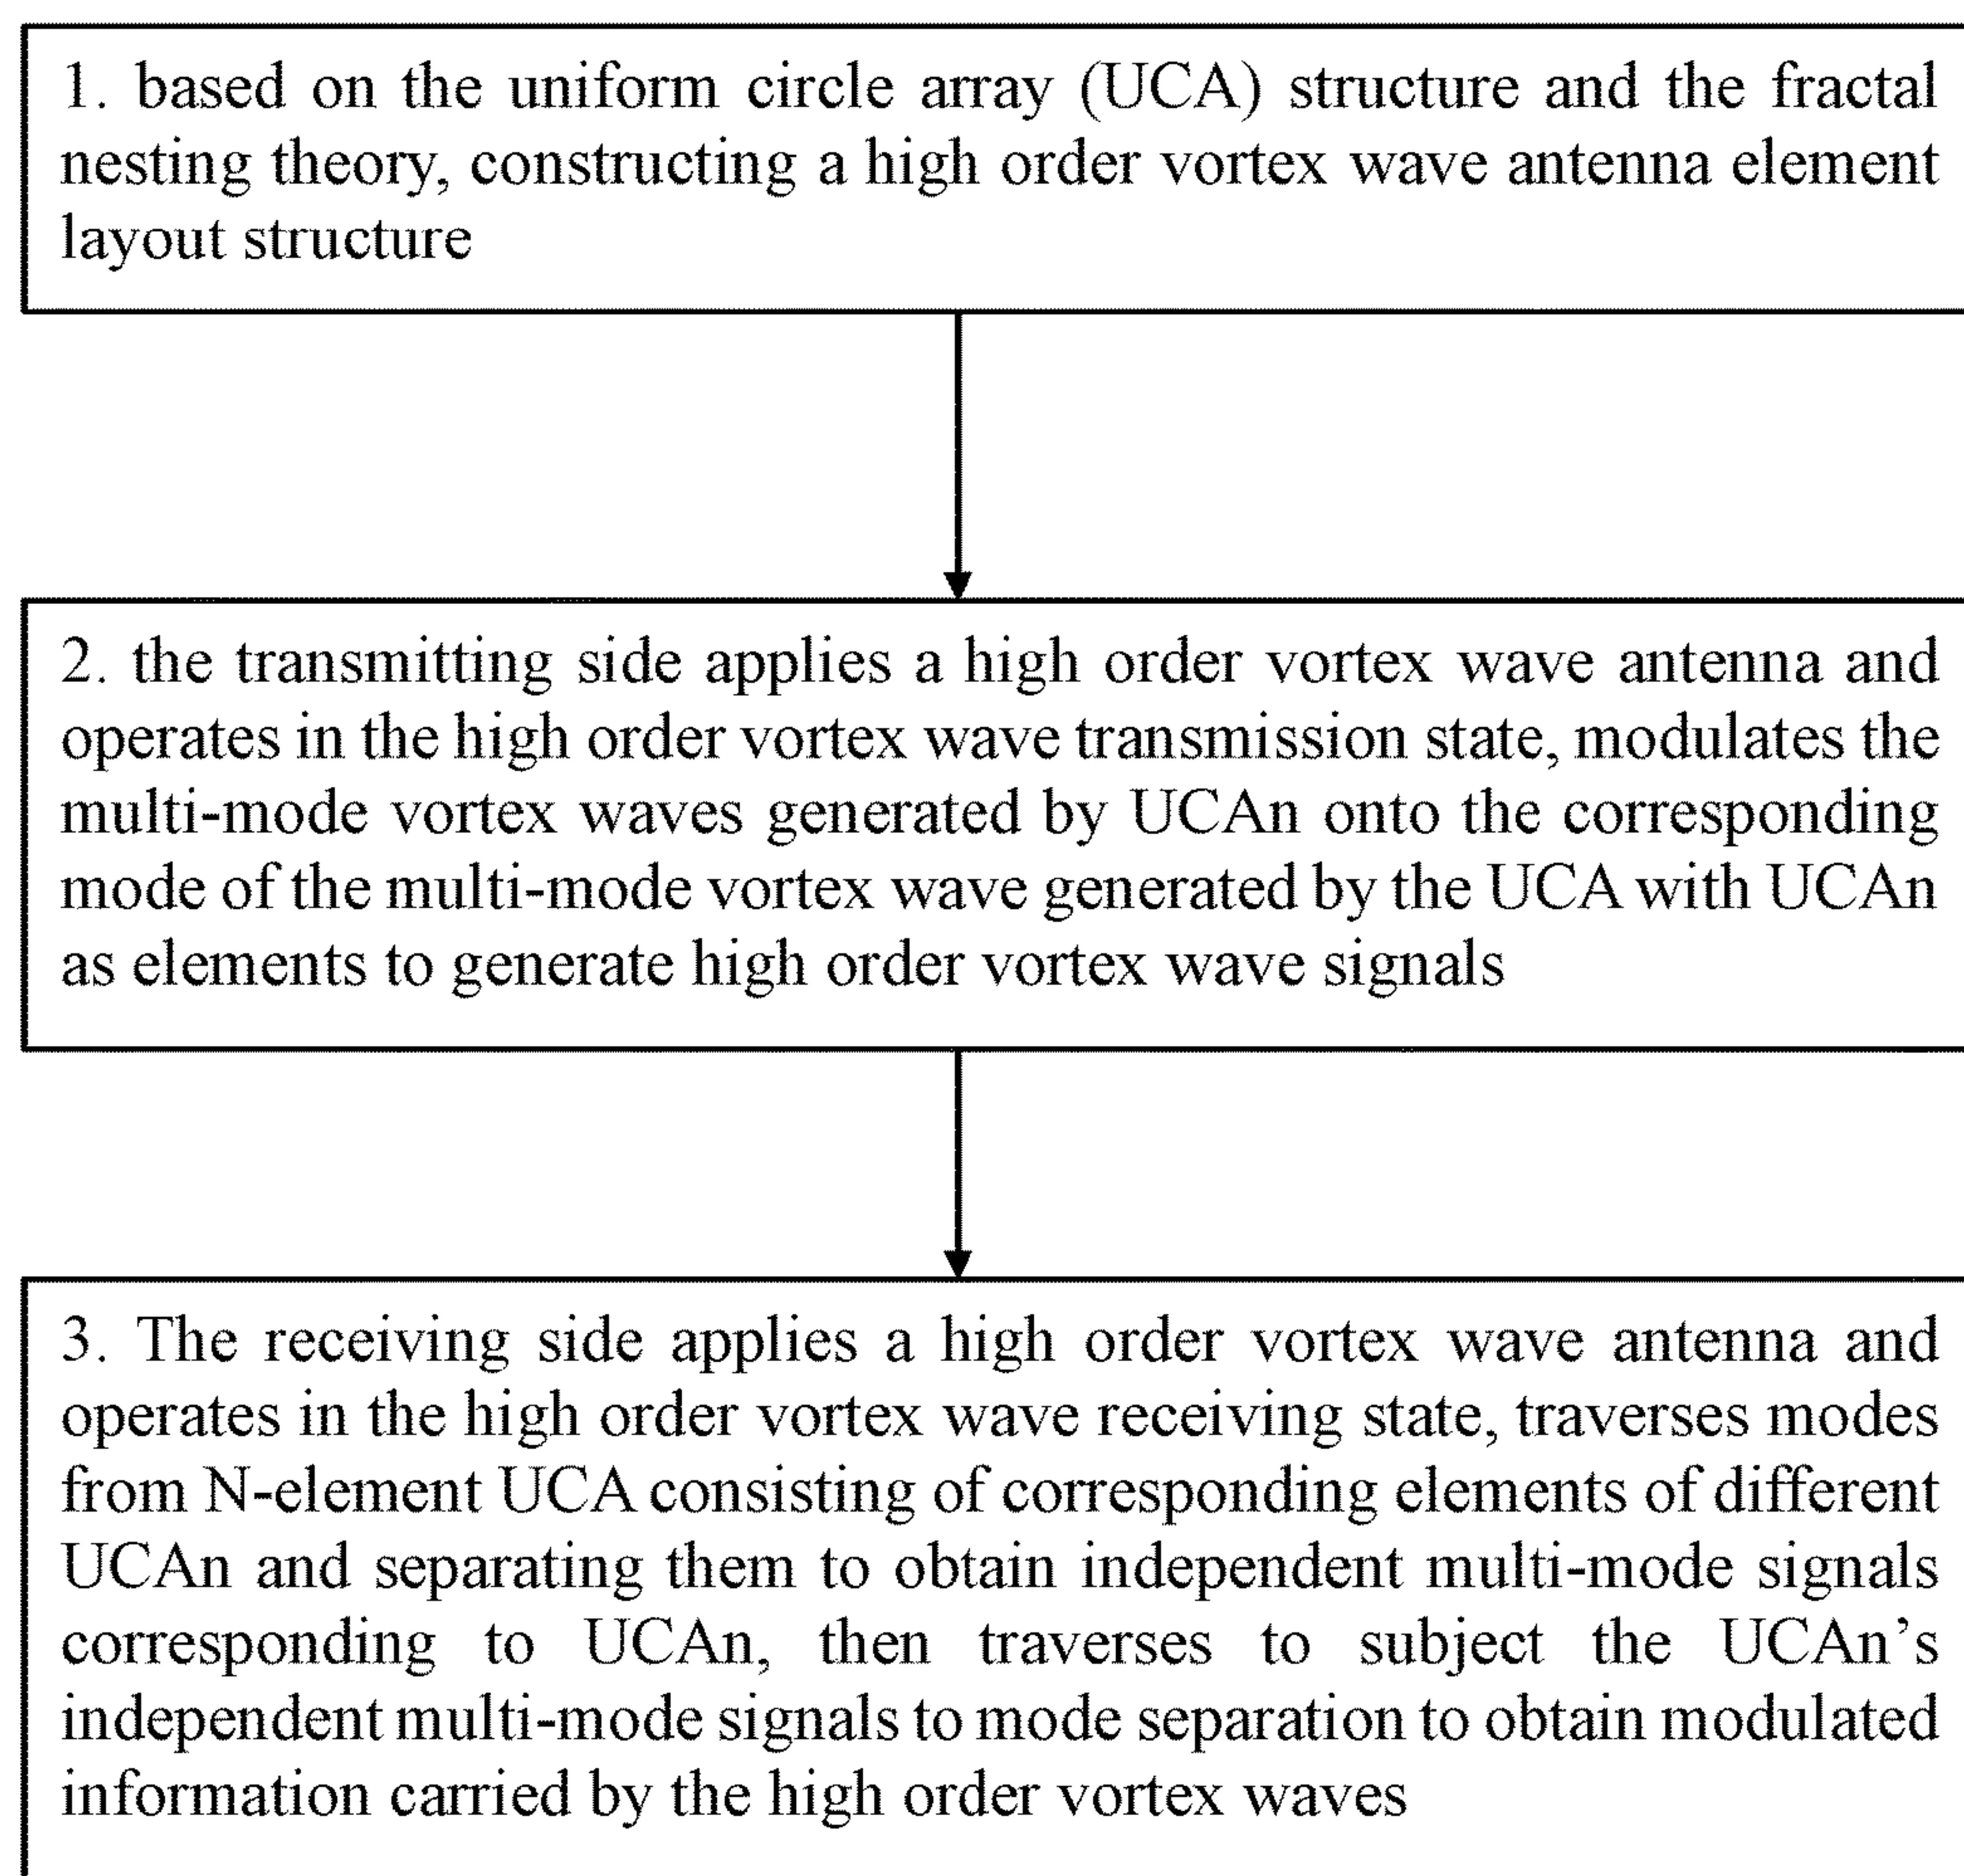 1. based on the uniform circle array (UCA) structure and the fractal
nesting theory, constructing a high order vortex wave antenna element
layout structure
2. the transmitting side applies a high order vortex wave antenna and
operates in the high order vortex wave transmission state, modulates the
multi-mode vortex waves generated by UCAn onto the corresponding
mode of the multi-mode vortex wave generated by the UCA with UCAn
as elements to generate high order vortex wave signals
3. The receiving side applies a high order vortex wave antenna and
operates in the high order vortex wave receiving state, traverses modes
from N-element UCA consisting of corresponding elements of different
UCAn and separating them to obtain independent multi-mode signals
corresponding to UCAn, then traverses to subject the UCAn’s
independent multi-mode signals to mode separation to obtain modulated
information carried by the high order vortex waves